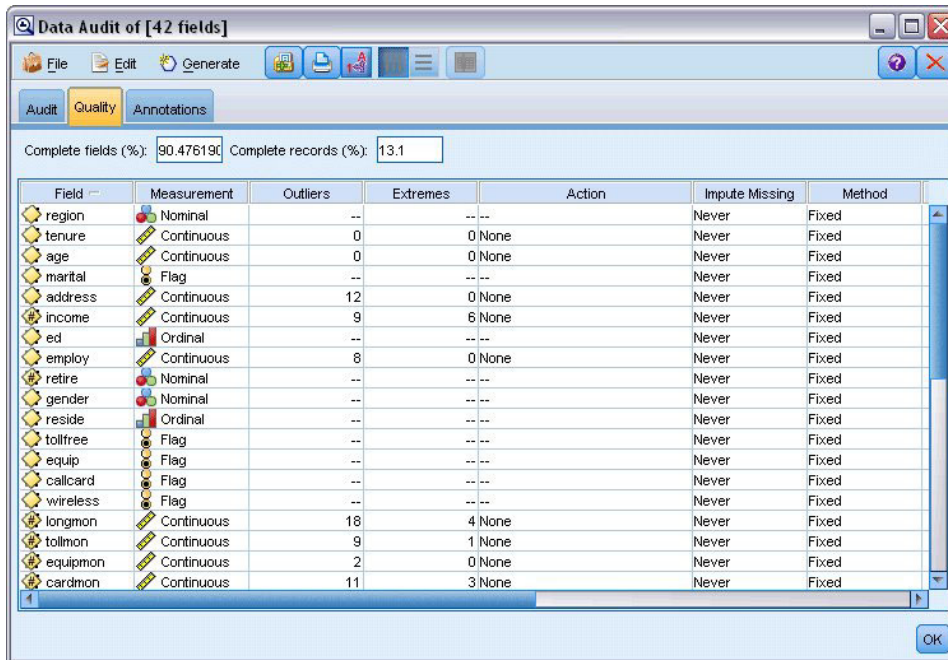 Data Audit of [42 fields]
File Edit Generate
Audit Quality Annotations
Complete fields (%): 90.476190 Complete records (%): 13.1
Field Measurement Outliers Extremes Action Impute Missing Method
region Nominal -- -- -- Never Fixed
tenure Continuous 0 0 None Never Fixed
age Continuous 0 0 None Never Fixed
marital Flag -- -- -- Never Fixed
address Continuous 12 0 None Never Fixed
income Continuous 9 6 None Never Fixed
ed Ordinal -- -- -- Never Fixed
employ Continuous 8 0 None Never Fixed
retire Nominal -- -- -- Never Fixed
gender Nominal -- -- -- Never Fixed
reside Ordinal -- -- -- Never Fixed
tollfree Flag -- -- -- Never Fixed
equip Flag -- -- -- Never Fixed
callcard Flag -- -- -- Never Fixed
wireless Flag -- -- -- Never Fixed
longmon Continuous 18 4 None Never Fixed
tollmon Continuous 9 1 None Never Fixed
equipmon Continuous 2 0 None Never Fixed
cardmon Continuous 11 3 None Never Fixed
OK